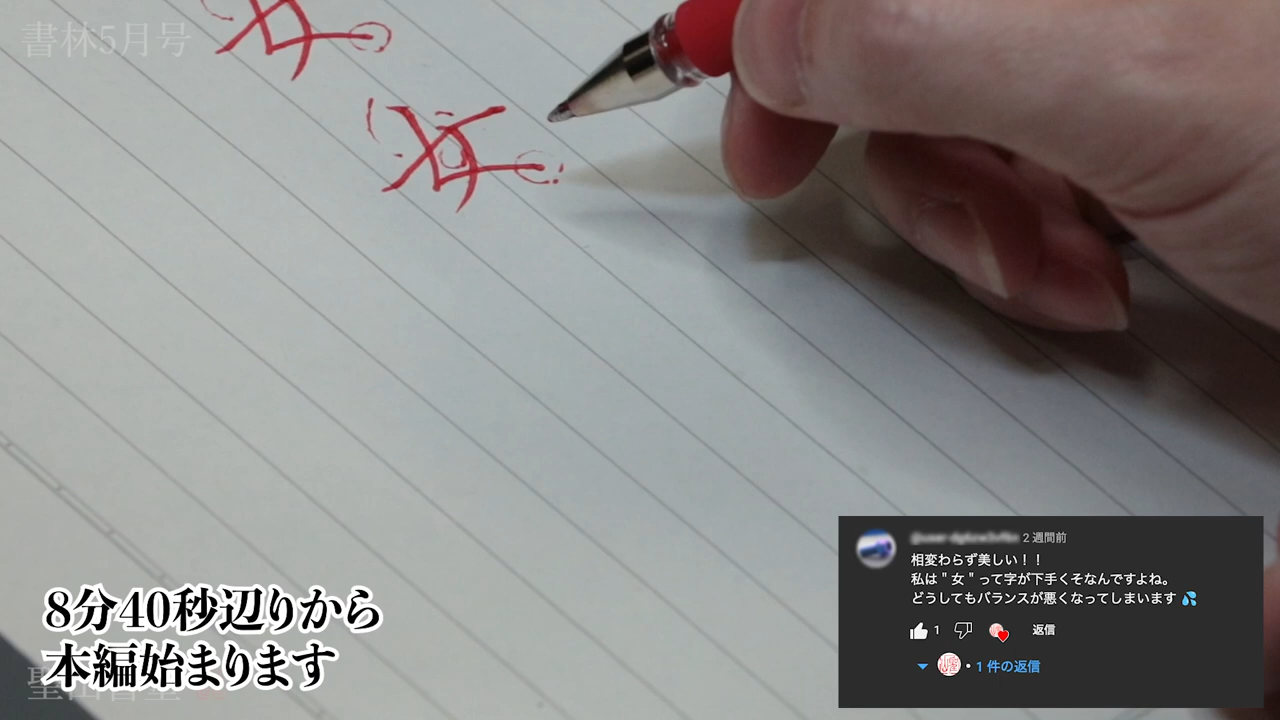 書林5月号
女
女
8分40秒辺りから
本編始まります
2 週間前
相変わらず美しい！！
私は " 女 " って字が下手くそなんですよね。
どうしてもバランスが悪くなってしまいます 💦
1
返信
1 件の返信